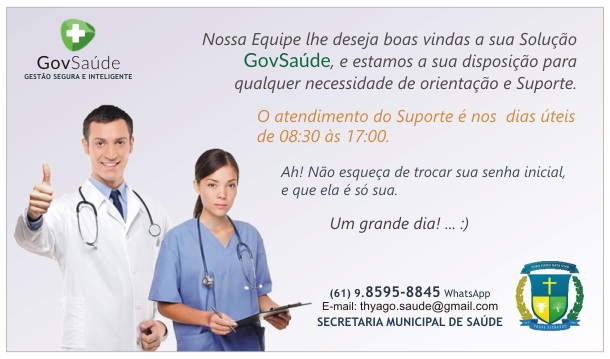 GovSaúde
GESTÃO SEGURA E INTELIGENTE
Nossa Equipe lhe deseja boas vindas a sua Solução
GovSaúde, e estamos a sua disposição para
qualquer necessidade de orientação e Suporte.
O atendimento do Suporte é nos dias úteis
de 08:30 às 17:00.
Ah! Não esqueça de trocar sua senha inicial,
e que ela é só sua.
Um grande dia! ... :)
(61) 9.8595-8845 WhatsApp
E-mail: thyago.saude@gmail.com
SECRETARIA MUNICIPAL DE SAÚDE